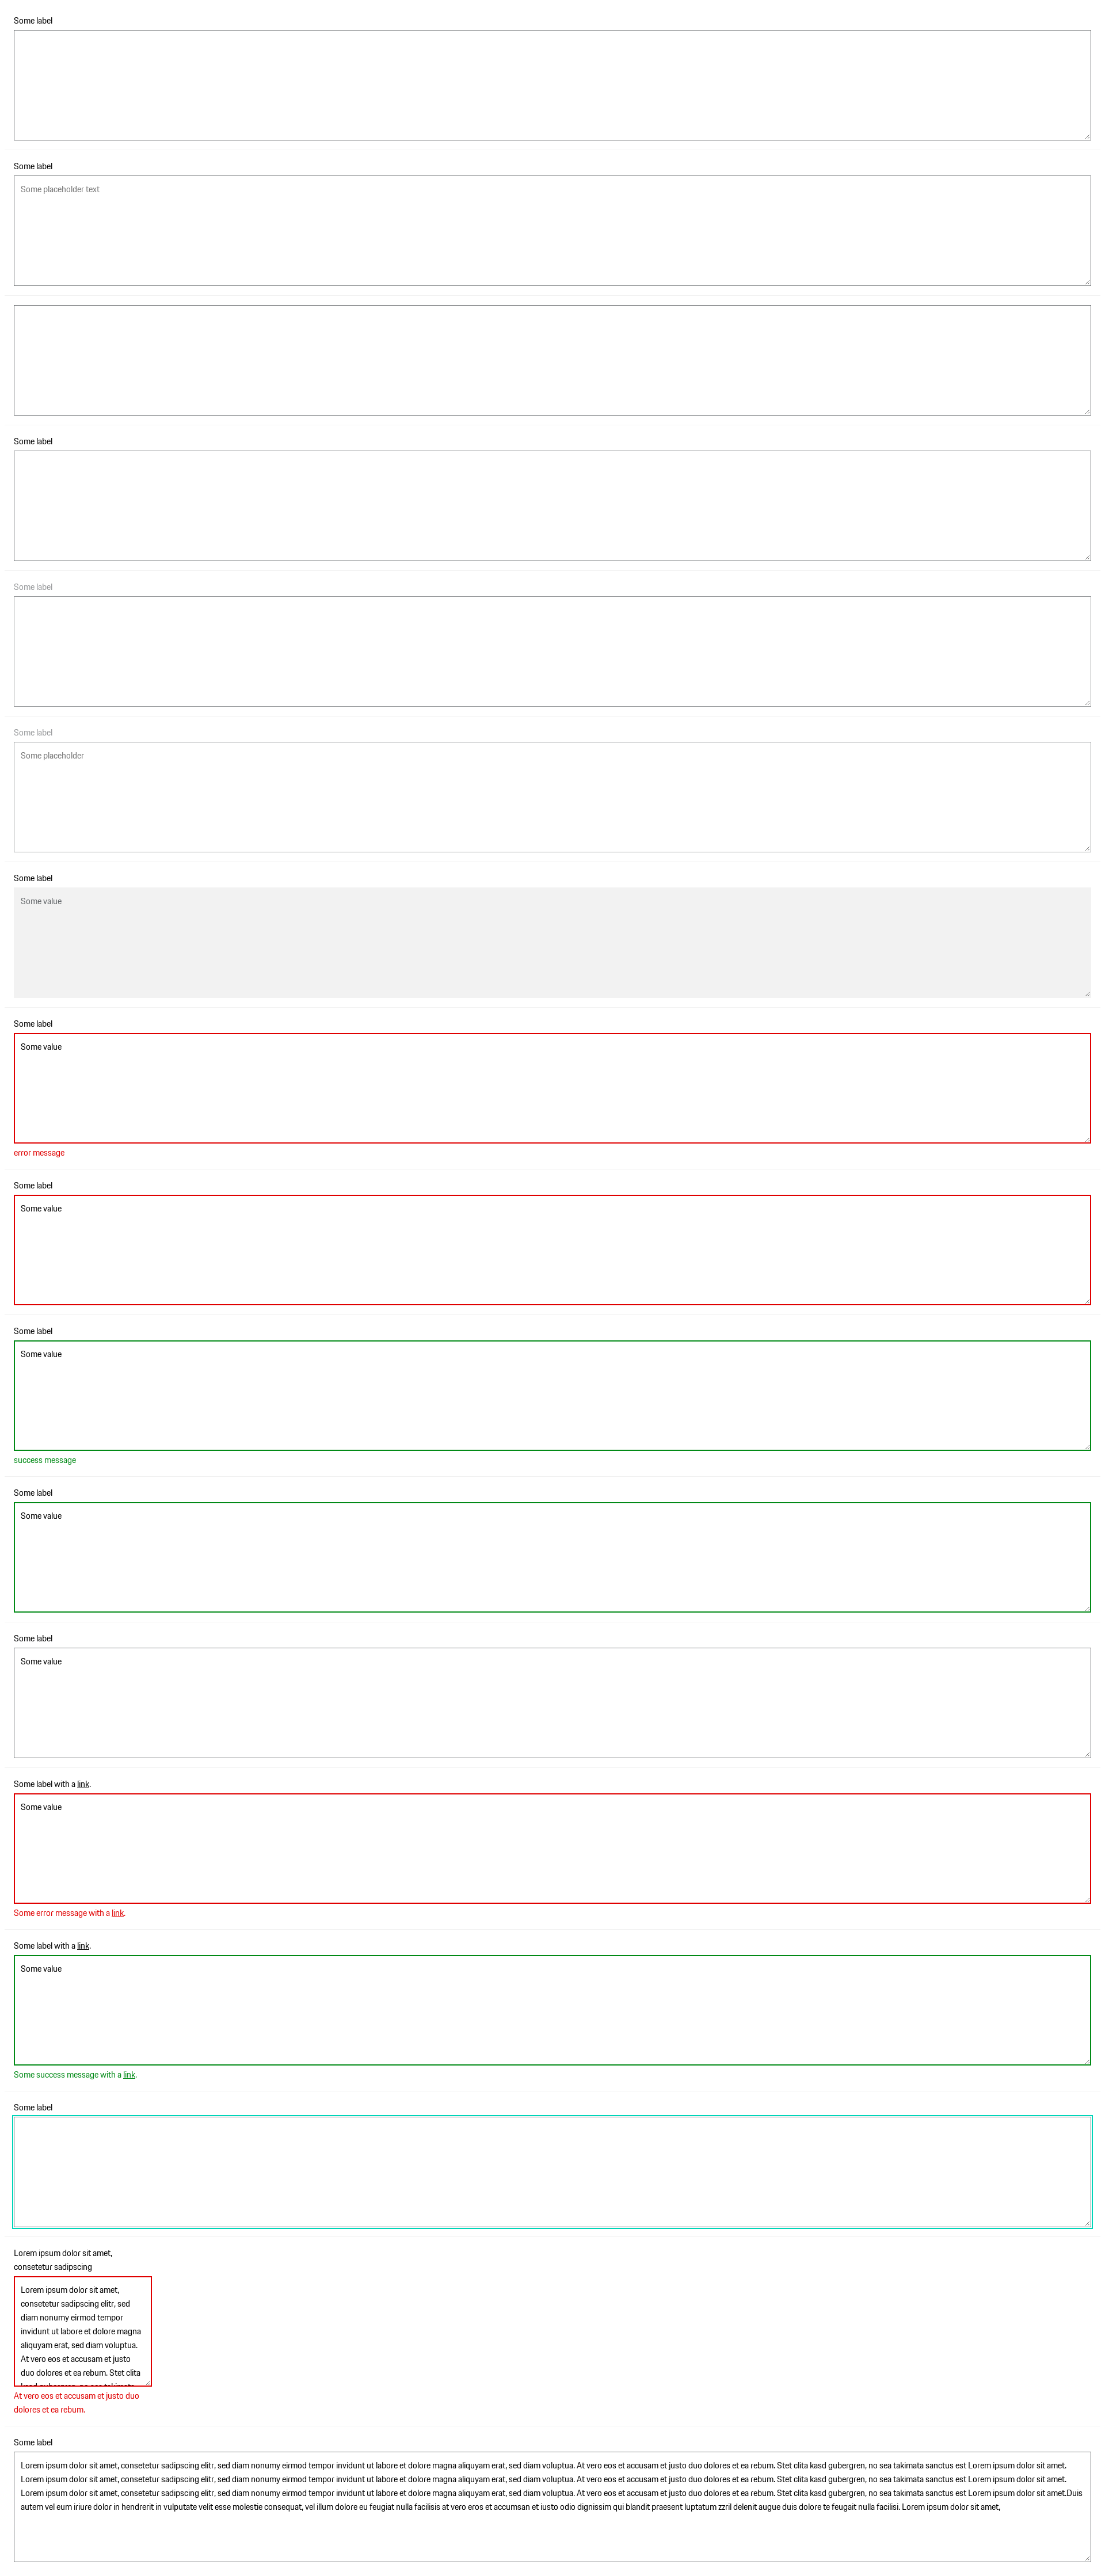 Some label
Some label
Some placeholder text
Some label
Some label
Some label
Some placeholder
Some label
Some value
Some label
Some value
error message
Some label
Some value
Some label
Some value
success message
Some label
Some value
Some label
Some value
Some label with a link.
Some value
Some error message with a link.
Some label with a link.
Some value
Some success message with a link.
Some label
Lorem ipsum dolor sit amet,
consetetur sadipscing
Lorem ipsum dolor sit amet,
consetetur sadipscing elitr, sed
diam nonumy eirmod tempor
invidunt ut labore et dolore magna
aliquyam erat, sed diam voluptua.
At vero eos et accusam et justo
duo dolores et ea rebum. Stet clita
At vero eos et accusam et justo duo
dolores et ea rebum.
Some label
Lorem ipsum dolor sit amet, consetetur sadipscing elitr, sed diam nonumy eirmod tempor invidunt ut labore et dolore magna aliquyam erat, sed diam voluptua. At vero eos et accusam et justo duo dolores et ea rebum. Stet clita kasd gubergren, no sea takimata sanctus est Lorem ipsum dolor sit amet.
Lorem ipsum dolor sit amet, consetetur sadipscing elitr, sed diam nonumy eirmod tempor invidunt ut labore et dolore magna aliquyam erat, sed diam voluptua. At vero eos et accusam et justo duo dolores et ea rebum. Stet clita kasd gubergren, no sea takimata sanctus est Lorem ipsum dolor sit amet.
Lorem ipsum dolor sit amet, consetetur sadipscing elitr, sed diam nonumy eirmod tempor invidunt ut labore et dolore magna aliquyam erat, sed diam voluptua. At vero eos et accusam et justo duo dolores et ea rebum. Stet clita kasd gubergren, no sea takimata sanctus est Lorem ipsum dolor sit amet.Duis
autem vel eum iriure dolor in hendrerit in vulputate velit esse molestie consequat, vel illum dolore eu feugiat nulla facilisis at vero eros et accumsan et iusto odio dignissim qui blandit praesent luptatum zzril delenit augue duis dolore te feugait nulla facilisi. Lorem ipsum dolor sit amet,